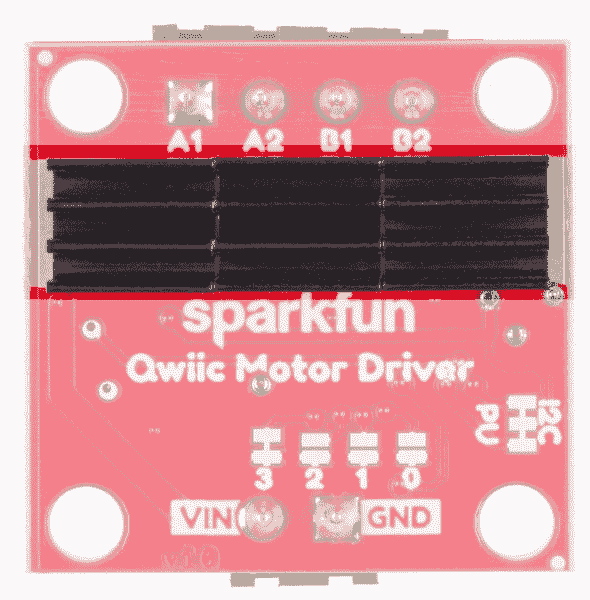 A1 A2 B1 B2
sparkfun
Qwiic Motor Driver
I2C
PU
3 2 1 0
VIN GND